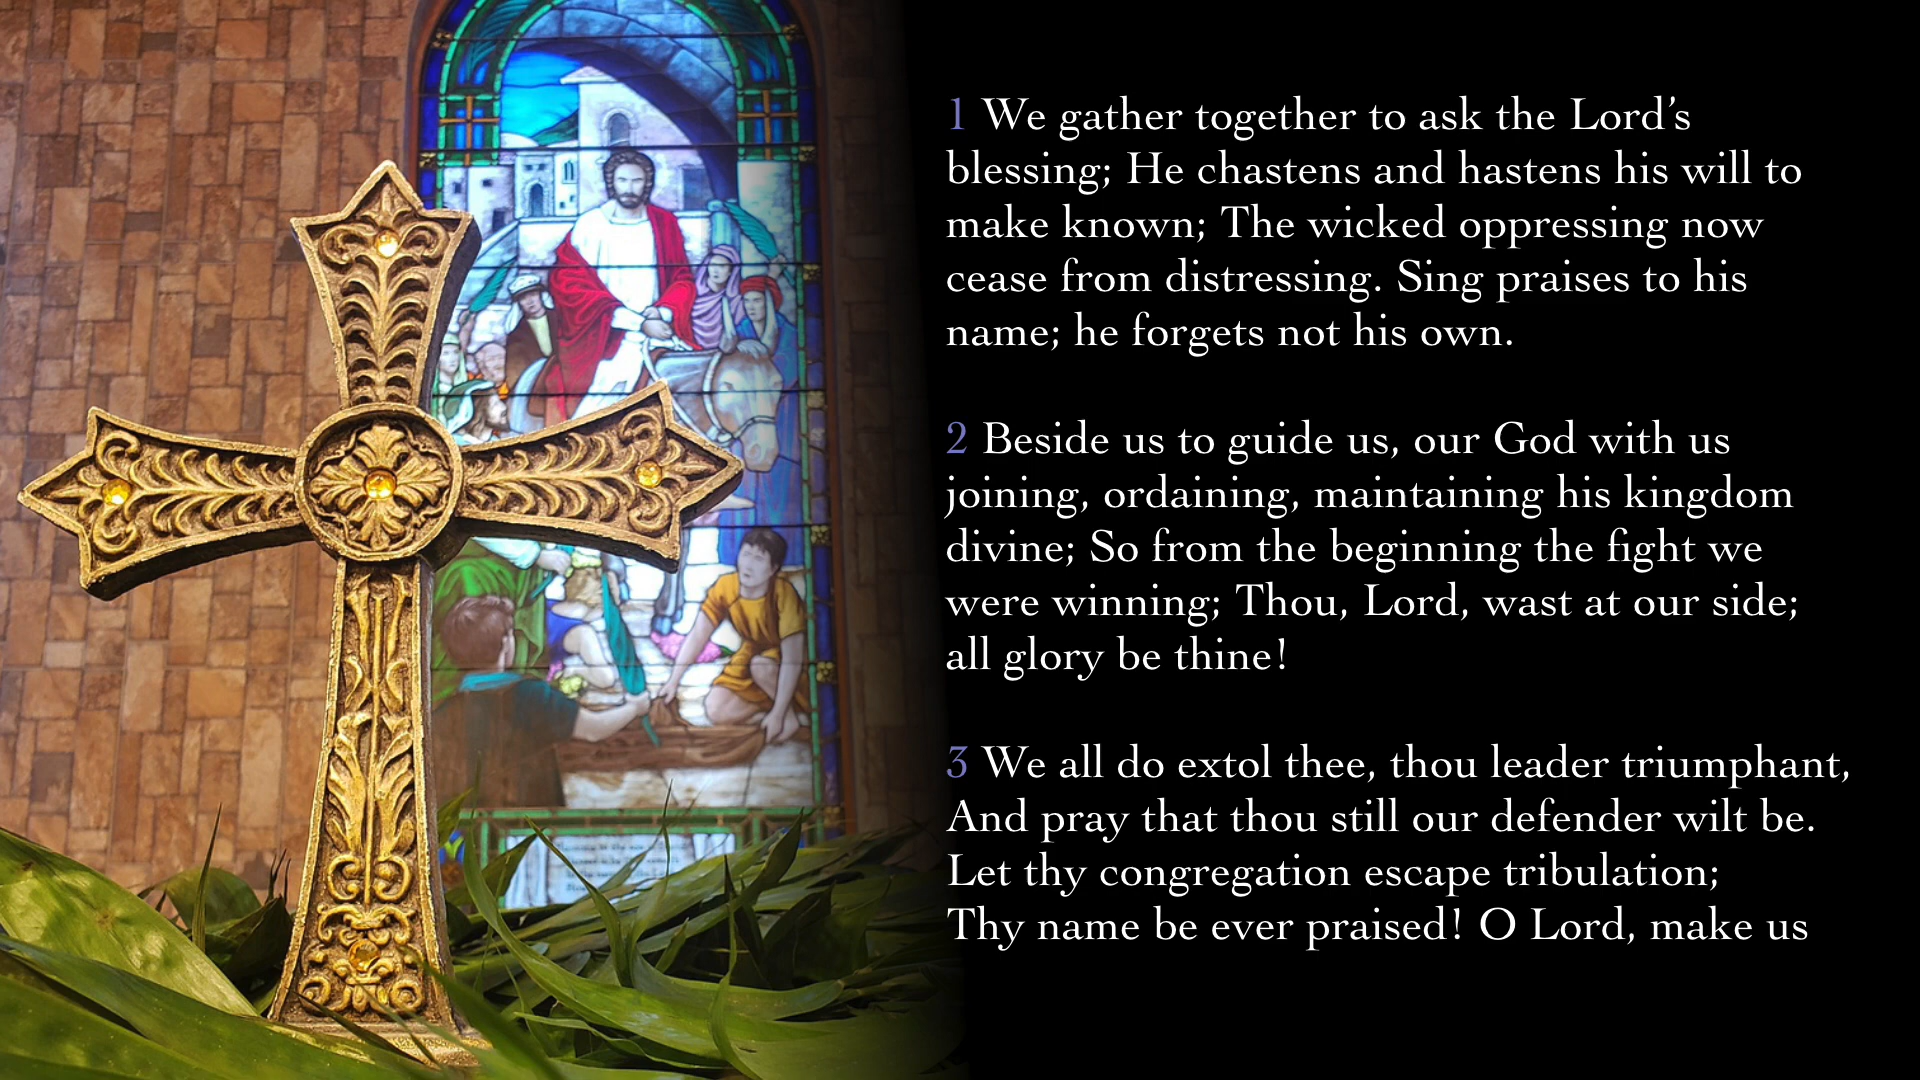 1 We gather together to ask the Lord’s
blessing; He chastens and hastens his will to
make known; The wicked oppressing now
cease from distressing. Sing praises to his
name; he forgets not his own.
2 Beside us to guide us, our God with us
joining, ordaining, maintaining his kingdom
divine; So from the beginning the fight we
were winning; Thou, Lord, wast at our side;
all glory be thine!
3 We all do extol thee, thou leader triumphant,
And pray that thou still our defender wilt be.
Let thy congregation escape tribulation;
Thy name be ever praised! O Lord, make us